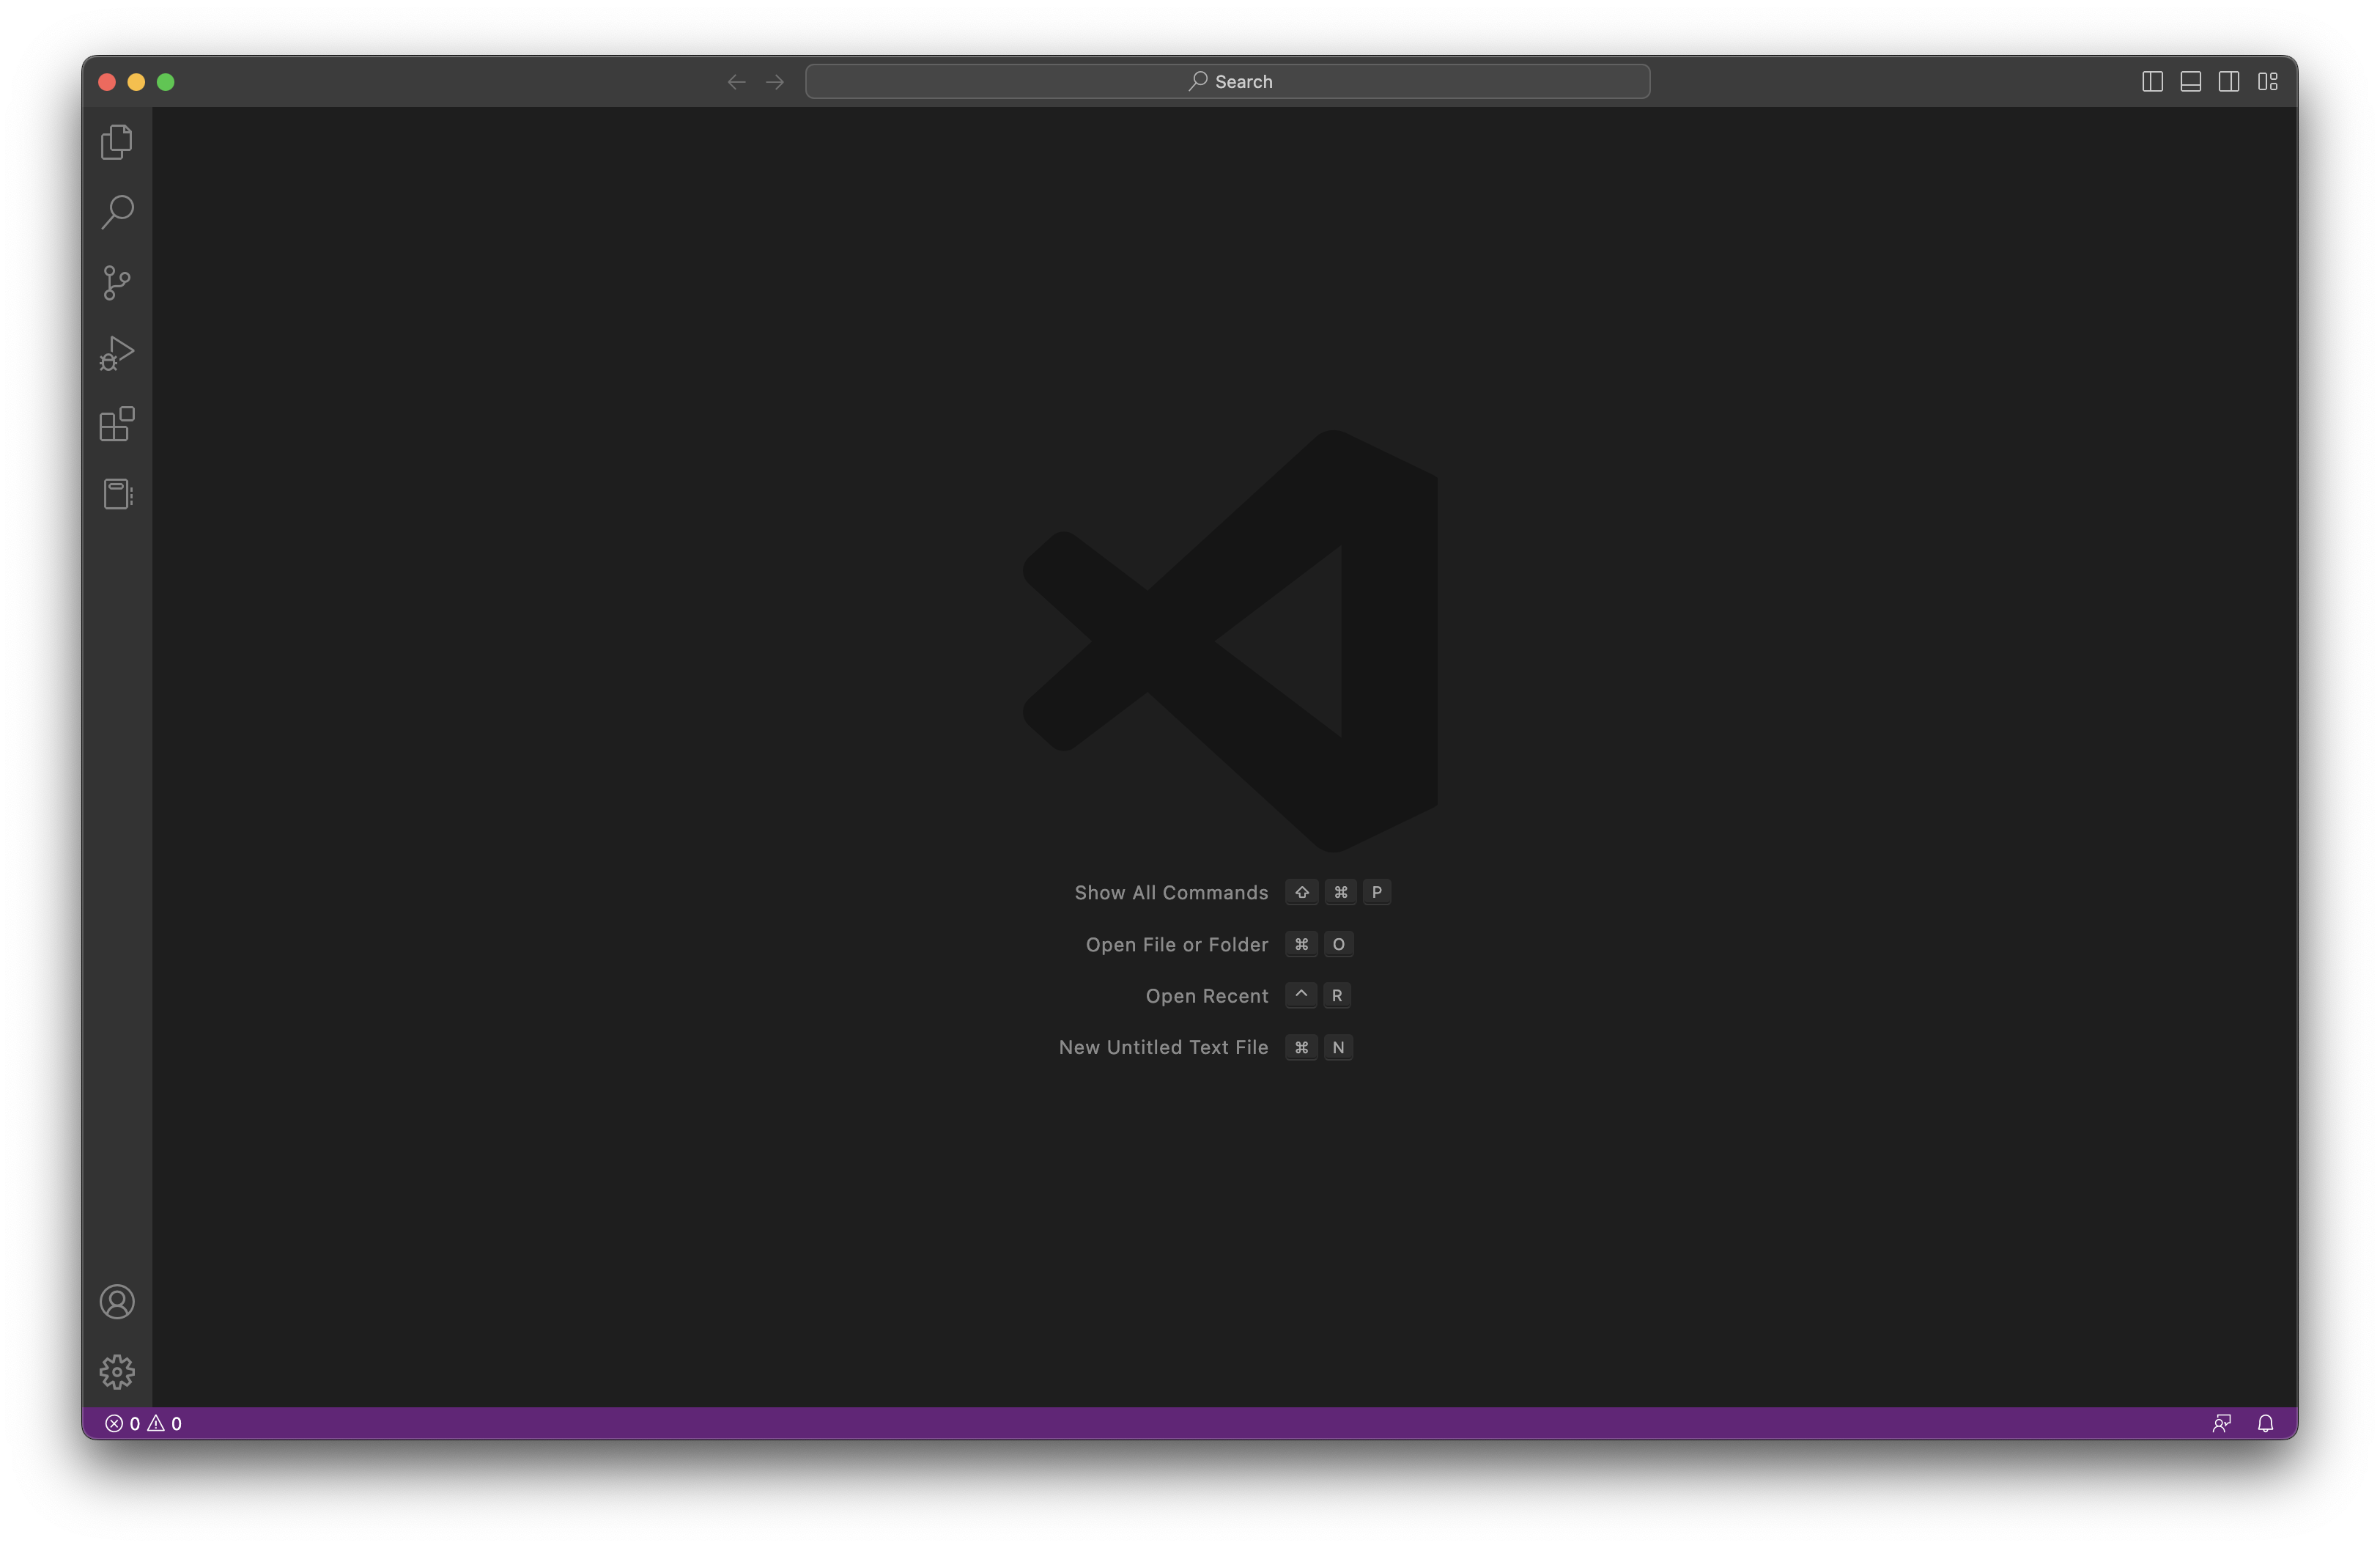 Search
Show All Commands ⇧ ⌘ P
Open File or Folder ⌘ O
Open Recent ^ R
New Untitled Text File ⌘ N
0 0